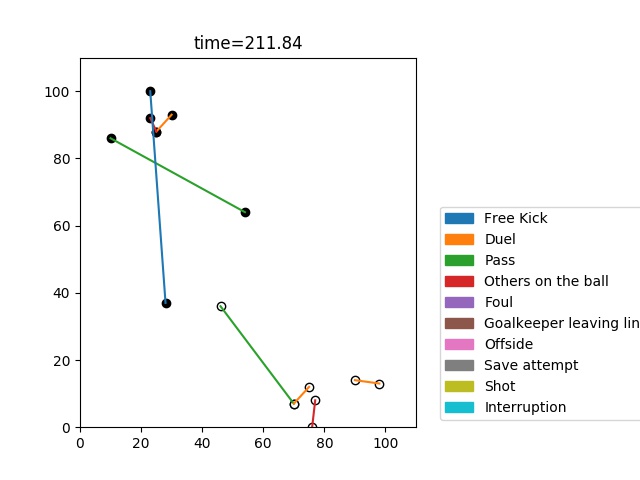 time=211.84
100
80
60
40
20
0
0 20 40 60 80 100
Free Kick
Duel
Pass
Others on the ball
Foul
Goalkeeper leaving lin
Offside
Save attempt
Shot
Interruption